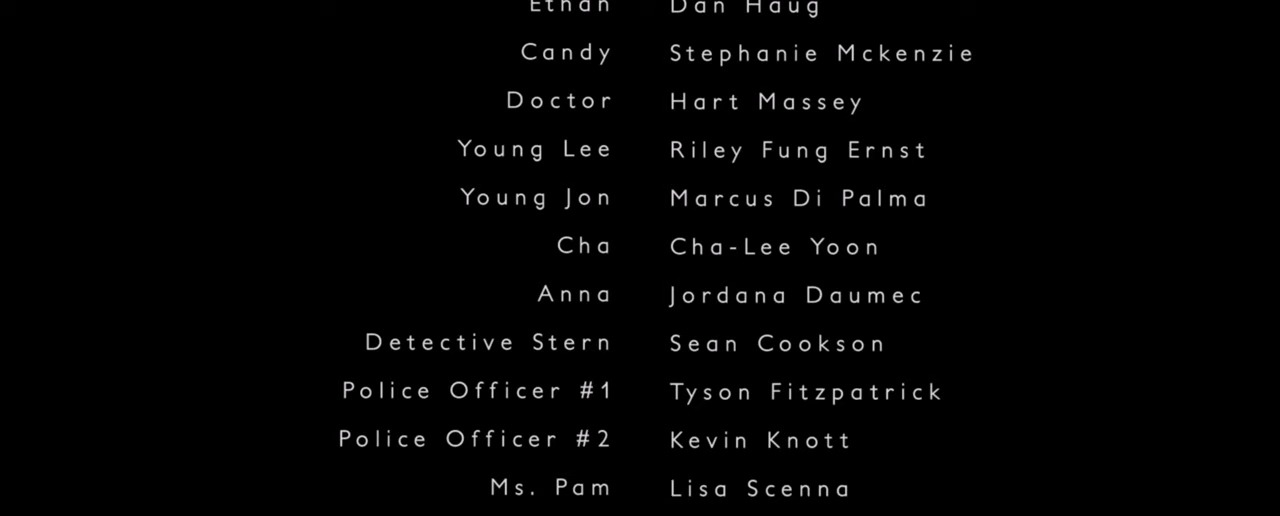 Ethan Dan Haug
Candy Stephanie Mckenzie
Doctor Hart Massey
Young Lee Riley Fung Ernst
Young Jon Marcus Di Palma
Cha Cha-Lee Yoon
Anna Jordana Daumec
Detective Stern Sean Cookson
Police Officer #1 Tyson Fitzpatrick
Police Officer #2 Kevin Knott
Ms. Pam Lisa Scenna